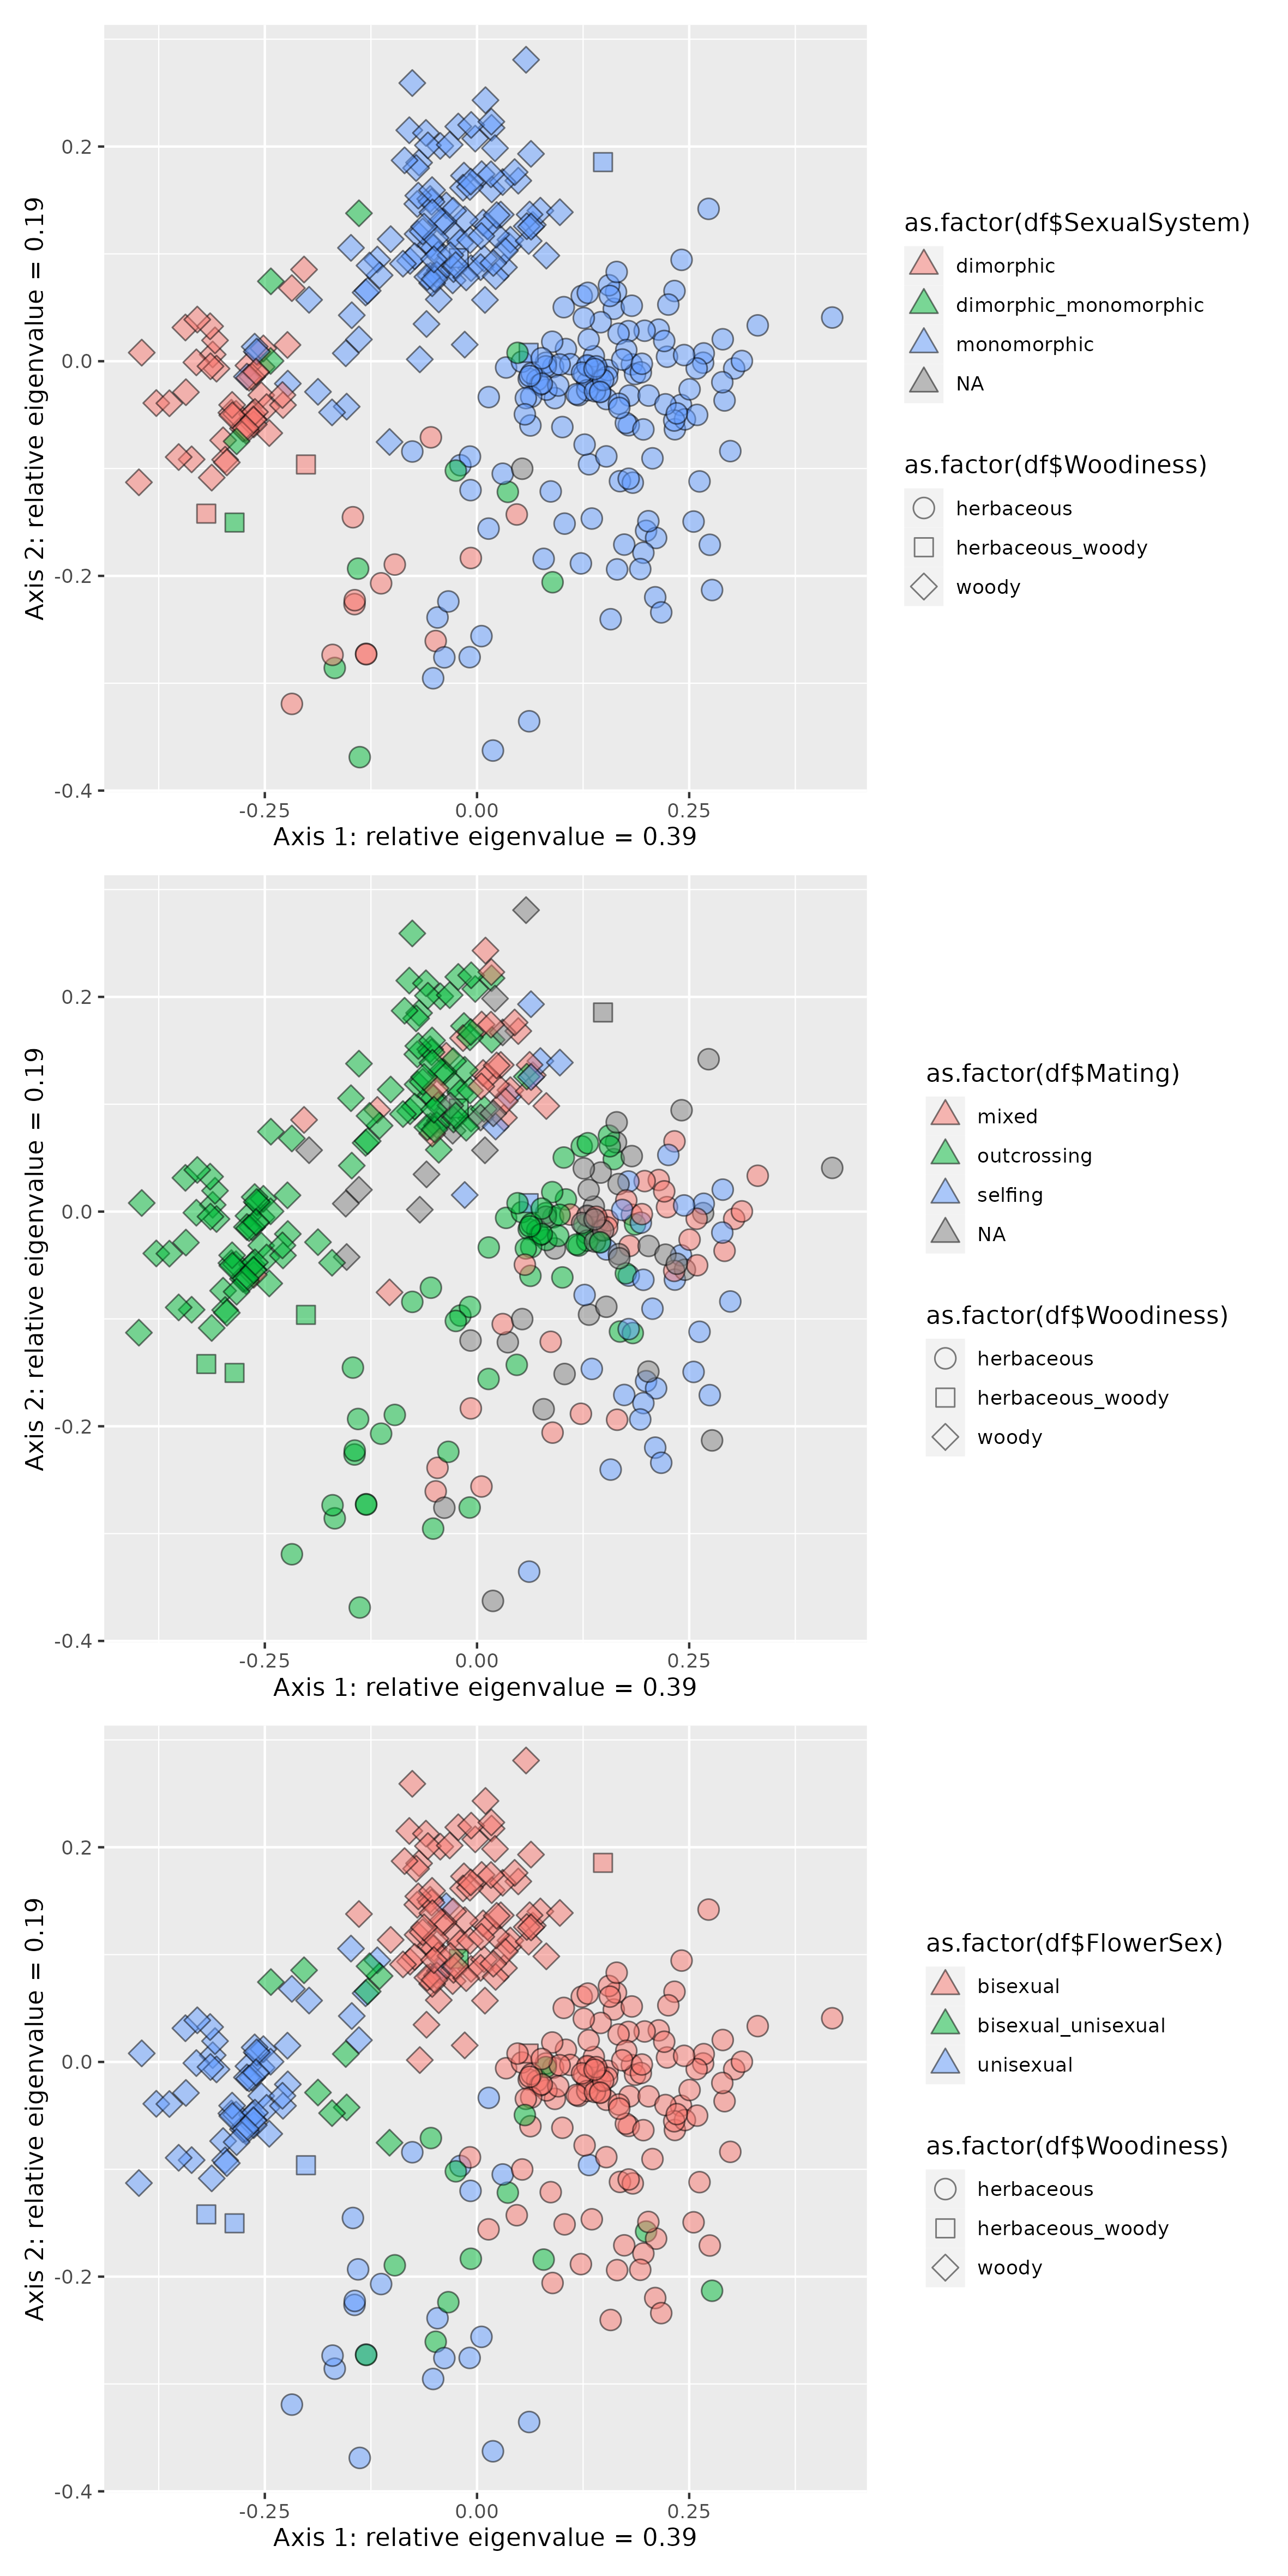 0.2
0.0
-0.2
-0.4
-0.25
0.00
0.25
Axis 1: relative eigenvalue = 0.39
Axis 2: relative eigenvalue = 0.19
as.factor(df$SexualSystem)
dimorphic
dimorphic_monomorphic
monomorphic
NA
as.factor(df$Woodiness)
herbaceous
herbaceous_woody
woody
0.2
0.0
-0.2
-0.4
-0.25
0.00
0.25
Axis 1: relative eigenvalue = 0.39
Axis 2: relative eigenvalue = 0.19
as.factor(df$Mating)
mixed
outcrossing
selfing
NA
as.factor(df$Woodiness)
herbaceous
herbaceous_woody
woody
0.2
0.0
-0.2
-0.4
-0.25
0.00
0.25
Axis 1: relative eigenvalue = 0.39
Axis 2: relative eigenvalue = 0.19
as.factor(df$FlowerSex)
bisexual
bisexual_unisexual
unisexual
as.factor(df$Woodiness)
herbaceous
herbaceous_woody
woody